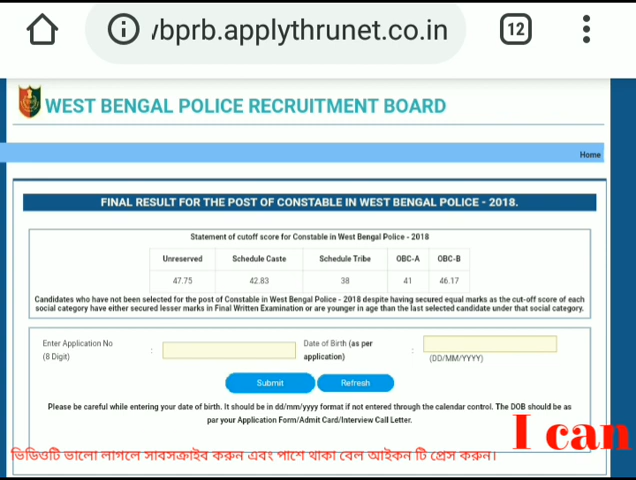 /bprb.applythrunet.co.in
12
WEST BENGAL POLICE RECRUITMENT BOARD
Home
FINAL RESULT FOR THE POST OF CONSTABLE IN WEST BENGAL POLICE - 2018.
Statement of cutoff score for Constable in West Bengal Police - 2018
Unreserved Schedule Caste Schedule Tribe OBC-A OBC-B
47.75 42.83 38 41 46.17
Candidates who have not been selected for the post of Constable in West Bengal Police - 2018 despite having secured equal marks as the cut-off score of each
social category have either secured lesser marks in Final Written Examination or are younger in age than the last selected candidate under that social category.
Enter Application No : Date of Birth (as per :
(8 Digit) application) (DD/MM/YYYY)
Submit Refresh
Please be careful while entering your date of birth. It should be in dd/mm/yyyy format if not entered through the calendar control. The DOB should be as
per your Application Form/Admit Card/Interview Call Letter.
I can
ভিডিওটি ভালো লাগলে সাবসক্রাইব করুন এবং পাশে থাকা বেল আইকন টি প্রেস করুন।